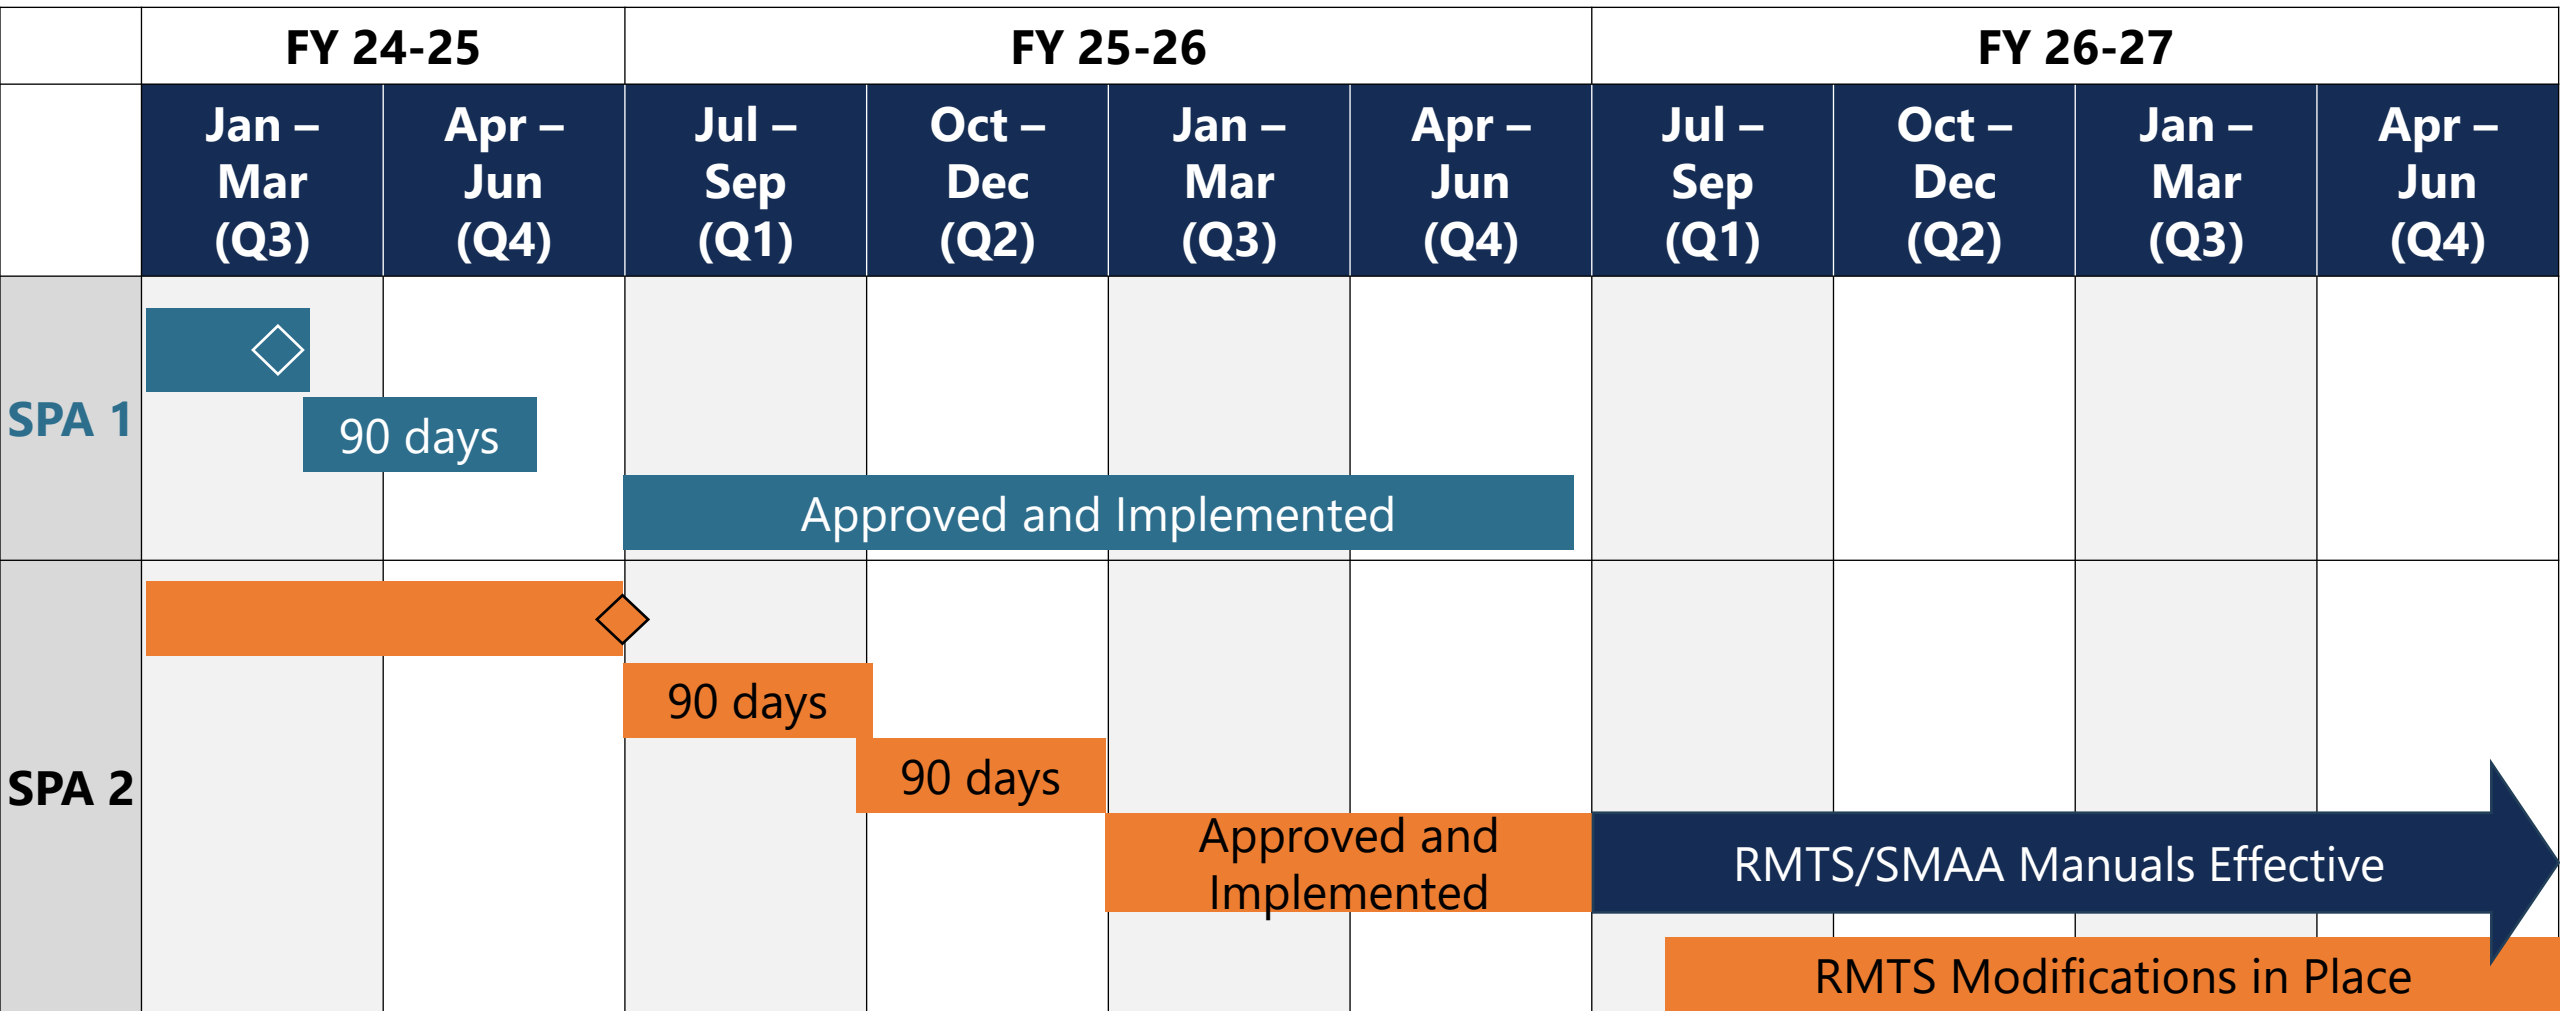 FY 24-25
FY 25-26
FY 26-27
Jan –
Mar
(Q3)
Apr –
Jun
(Q4)
Jul –
Sep
(Q1)
Oct –
Dec
(Q2)
Jan –
Mar
(Q3)
Apr –
Jun
(Q4)
Jul –
Sep
(Q1)
Oct –
Dec
(Q2)
Jan –
Mar
(Q3)
Apr –
Jun
(Q4)
SPA 1
90 days
Approved and Implemented
SPA 2
90 days
90 days
Approved and
Implemented
RMTS/SMAA Manuals Effective
RMTS Modifications in Place